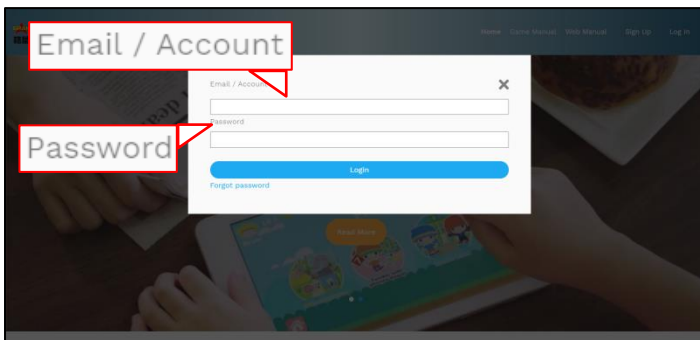 Home Game Manual Web Manual Sign Up Log In
Email / Account
Email / Account
Password
Password
Login
Forgot password
Read More